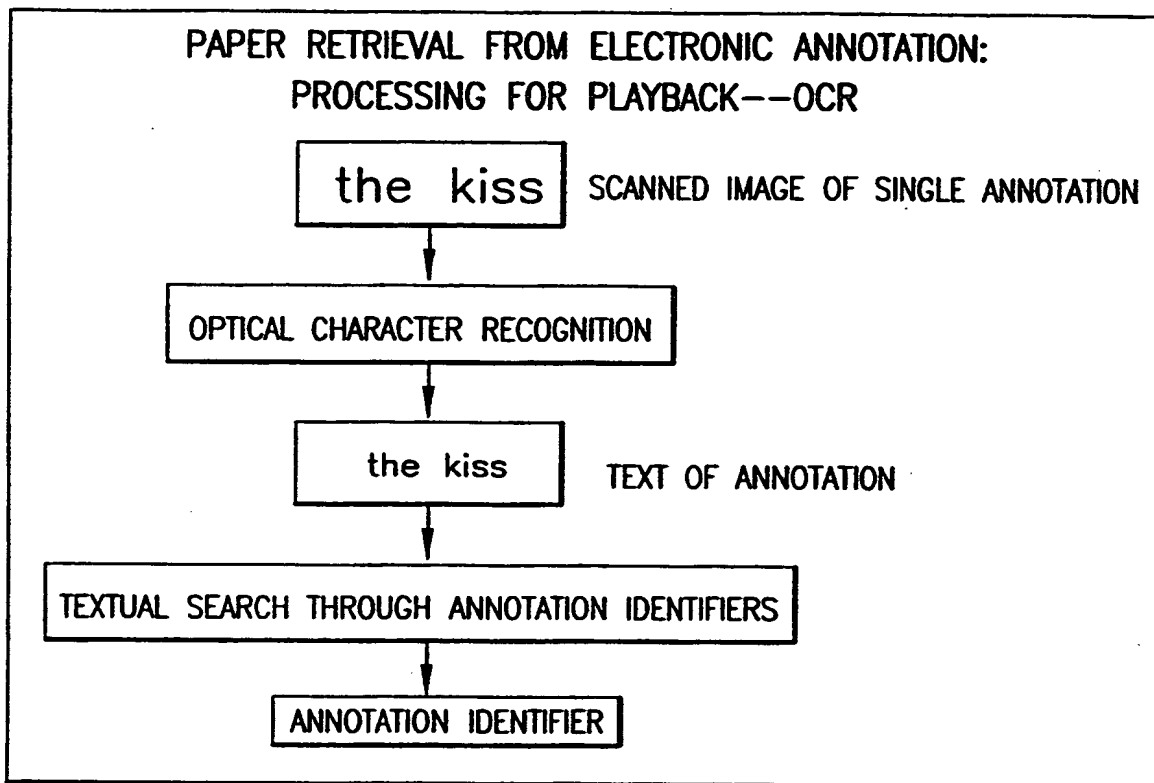 PAPER RETRIEVAL FROM ELECTRONIC ANNOTATION:
PROCESSING FOR PLAYBACK--OCR
the kiss SCANNED IMAGE OF SINGLE ANNOTATION
OPTICAL CHARACTER RECOGNITION
the kiss TEXT OF ANNOTATION
TEXTUAL SEARCH THROUGH ANNOTATION IDENTIFIERS
ANNOTATION IDENTIFIER